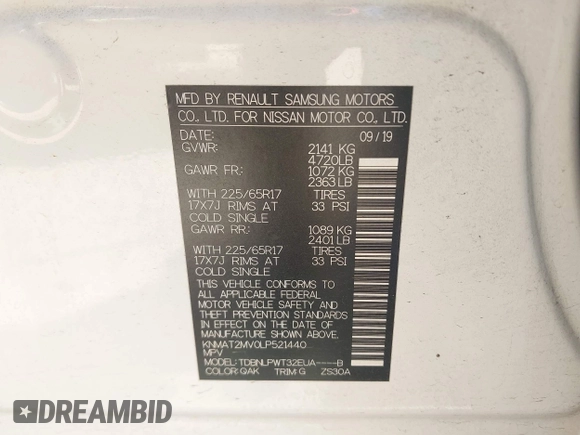 MFD BY RENAULT SAMSUNG MOTORS
CO., LTD. FOR NISSAN MOTOR CO., LTD.
DATE: 09/19
GVWR: 2141 KG
4720LB
GAWR FR: 1072 KG
2363LB
WITH 225/65R17 TIRES
17X7J RIMS AT 33 PSI
COLD SINGLE
GAWR RR: 1089 KG
2401LB
WITH 225/65R17 TIRES
17X7J RIMS AT 33 PSI
COLD SINGLE
THIS VEHICLE CONFORMS TO
ALL APPLICABLE FEDERAL
MOTOR VEHICLE SAFETY AND
THEFT PREVENTION STANDARDS
IN EFFECT ON THE DATE OF
MANUFACTURE SHOWN ABOVE.
KNMAT2MV0LP521440
MPV
MODEL: TDBNLPWT32EUA----B
COLOR: QAK TRIM: G ZS30A
DREAMBID